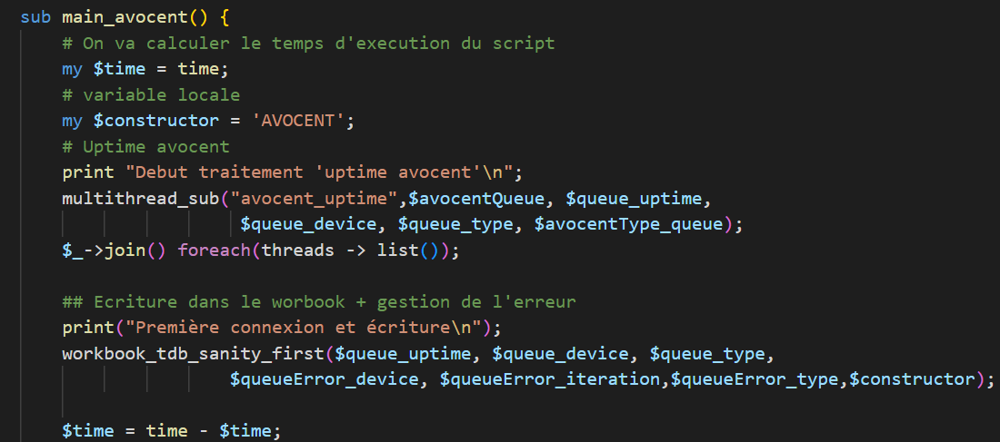 sub main_avocent() {
# On va calculer le temps d'execution du script
my $time = time;
# variable locale
my $constructor = 'AVOCENT';
# Uptime avocent
print "Debut traitement 'uptime avocent'\n";
multithread_sub("avocent_uptime",$avocentQueue, $queue_uptime,
$queue_device, $queue_type, $avocentType_queue);
$_->join() foreach(threads -> list());
## Ecriture dans le worbook + gestion de l'erreur
print("Première connexion et écriture\n");
workbook_tdb_sanity_first($queue_uptime, $queue_device, $queue_type,
$queueError_device, $queueError_iteration,$queueError_type,$constructor);
$time = time - $time;